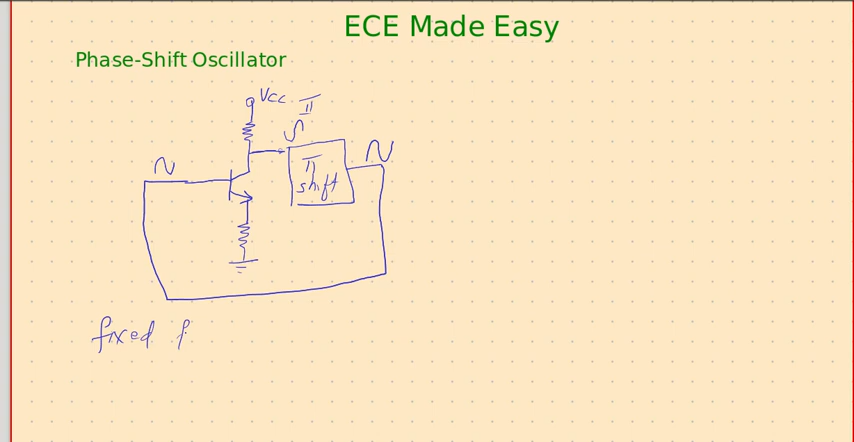 ECE Made Easy
Phase-Shift Oscillator
Vcc
π
π
shift
fixed f